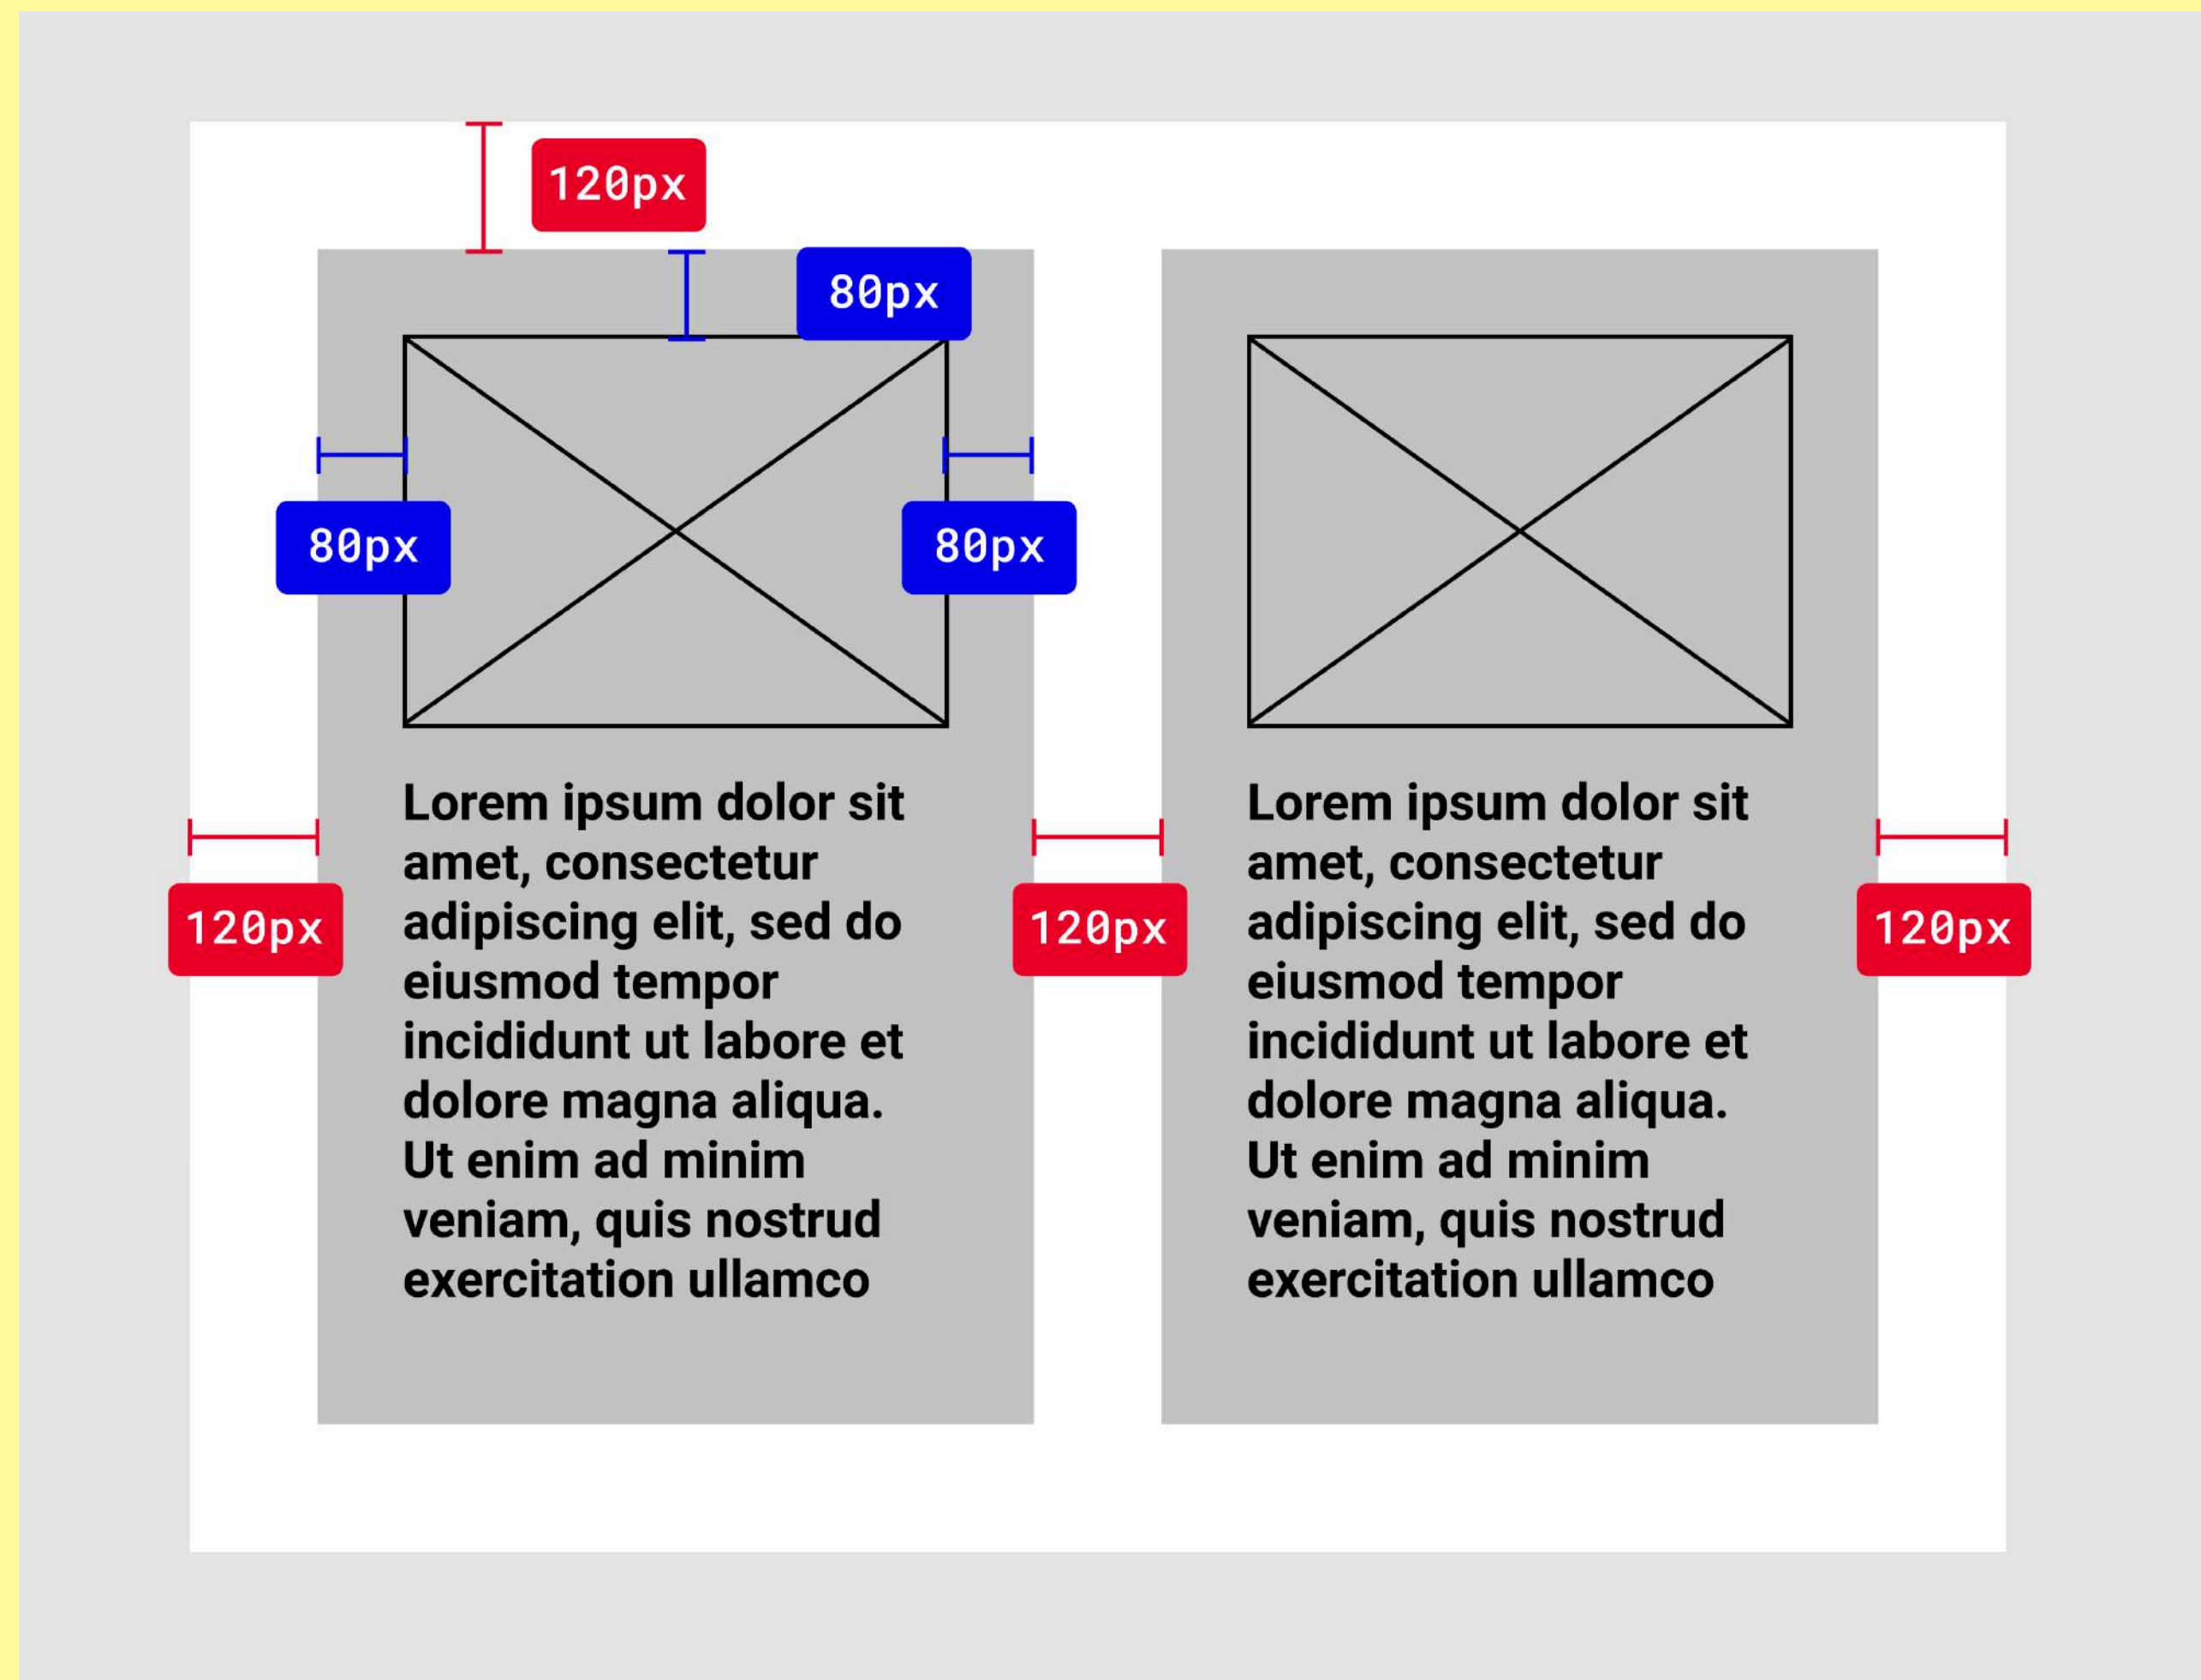 120px
80px
80px
80px
Lorem ipsum dolor sit
amet, consectetur
adipiscing elit, sed do
eiusmod tempor
incididunt ut labore et
dolore magna aliqua.
Ut enim ad minim
veniam, quis nostrud
exercitation ullamco
120px
120px
Lorem ipsum dolor sit
amet, consectetur
adipiscing elit, sed do
eiusmod tempor
incididunt ut labore et
dolore magna aliqua.
Ut enim ad minim
veniam, quis nostrud
exercitation ullamco
120px